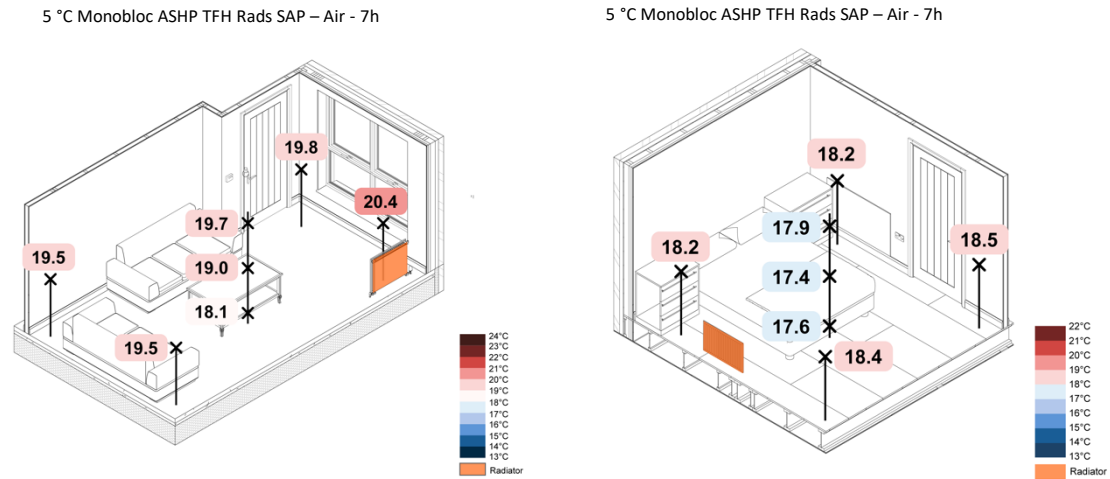 5 °C Monobloc ASHP TFH Rads SAP – Air - 7h
19.8
20.4
19.7
19.5
19.0
18.1
19.5
24°C
23°C
22°C
21°C
20°C
19°C
18°C
17°C
16°C
15°C
14°C
13°C
Radiator
5 °C Monobloc ASHP TFH Rads SAP – Air - 7h
18.2
17.9
18.2
18.5
17.4
17.6
18.4
22°C
21°C
20°C
19°C
18°C
17°C
16°C
15°C
14°C
13°C
Radiator